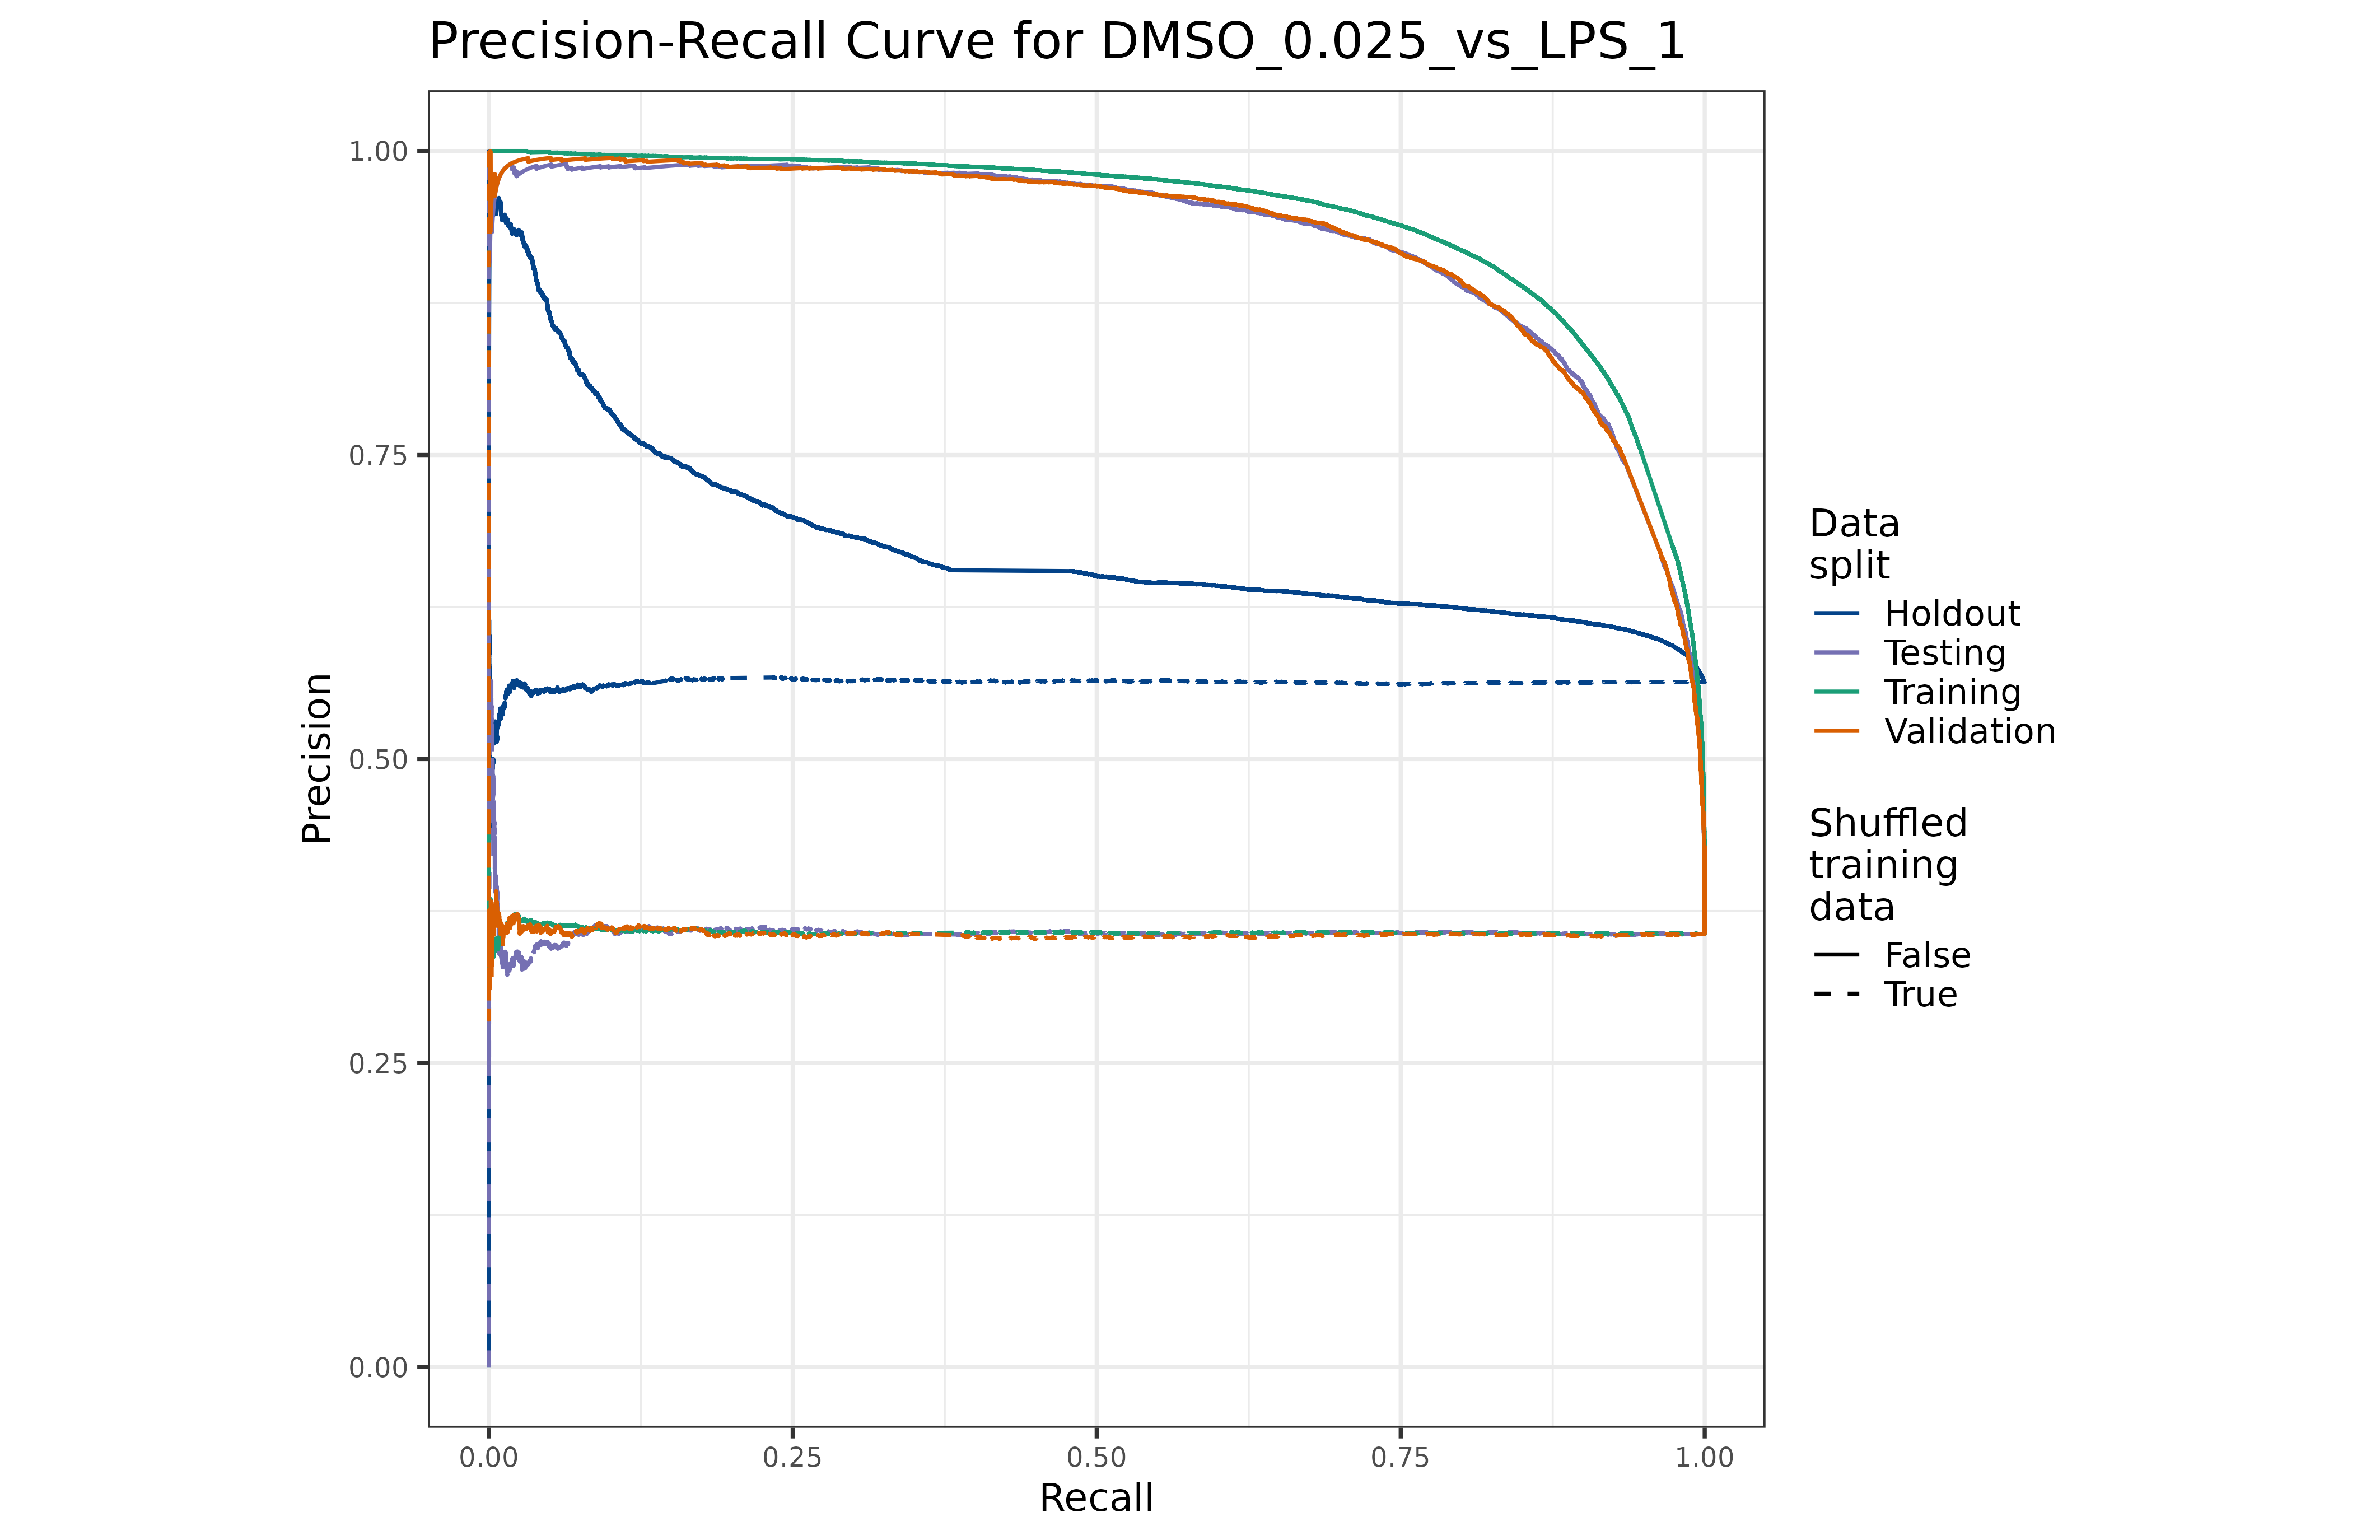 Precision-Recall Curve for DMSO_0.025_vs_LPS_1
1.00
0.75
0.50
0.25
0.00
Precision
0.00
0.25
0.50
0.75
1.00
Recall
Data
split
Holdout
Testing
Training
Validation
Shuffled
training
data
False
True